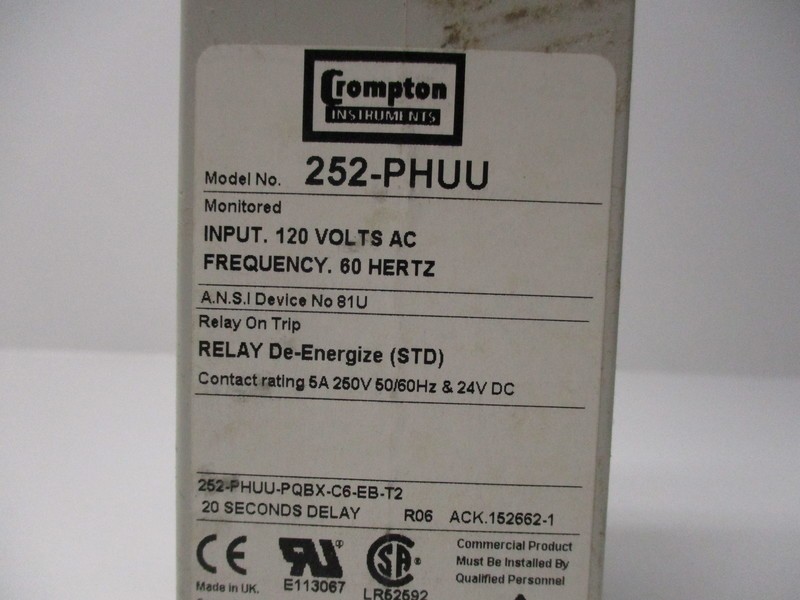 Crompton
INSTRUMENTS
Model No. 252-PHUU
Monitored
INPUT. 120 VOLTS AC
FREQUENCY. 60 HERTZ
A.N.S.I Device No 81U
Relay On Trip
RELAY De-Energize (STD)
Contact rating 5A 250V 50/60Hz & 24V DC
252-PHUU-PQBX-C6-EB-T2
20 SECONDS DELAY R06 ACK.152662-1
CE RU ® SA ® Commercial Product
Must Be Installed By
Qualified Personnel
Made in UK. E113067 LR52592